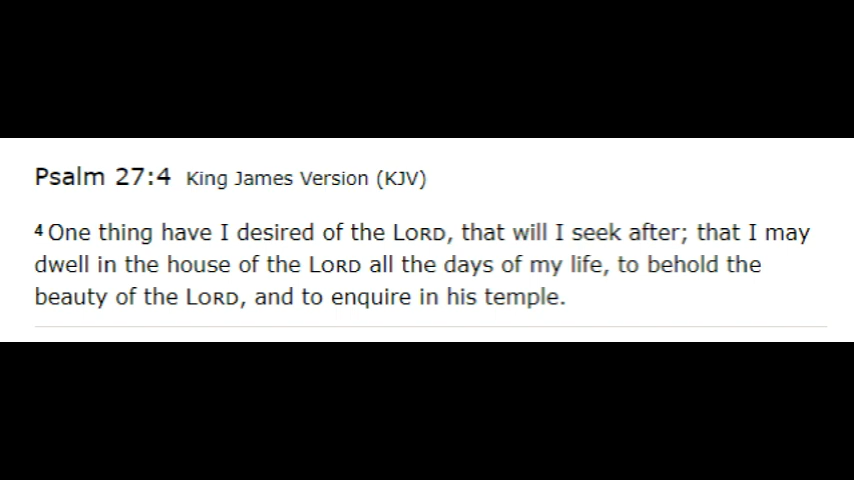 Psalm 27:4 King James Version (KJV)
4 One thing have I desired of the LORD, that will I seek after; that I may
dwell in the house of the LORD all the days of my life, to behold the
beauty of the LORD, and to enquire in his temple.